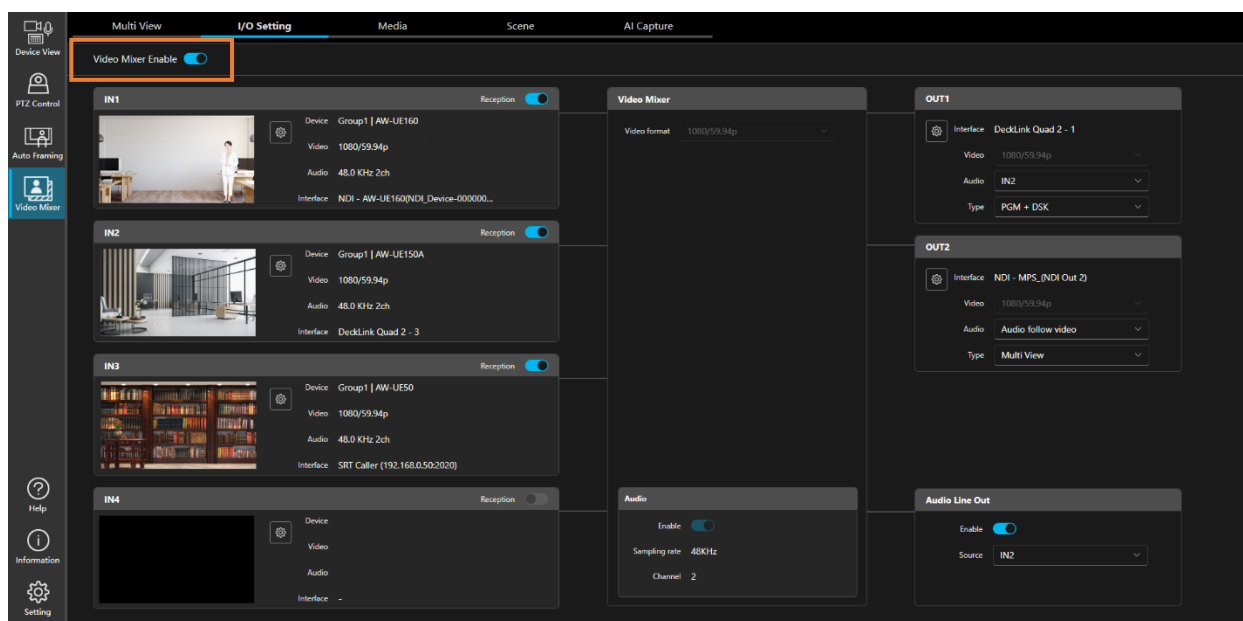 Multi View I/O Setting Media Scene AI Capture
Device View
PTZ Control
Auto Framing
Video Mixer
Help
Information
Setting
Video Mixer Enable
IN1 Reception
Device Group1 | AW-UE160
Video 1080/59.94p
Audio 48.0 KHz 2ch
Interface NDI - AW-UE160(NDI_Device-000000...
IN2 Reception
Device Group1 | AW-UE150A
Video 1080/59.94p
Audio 48.0 KHz 2ch
Interface DeckLink Quad 2 - 3
IN3 Reception
Device Group1 | AW-UE50
Video 1080/59.94p
Audio 48.0 KHz 2ch
Interface SRT Caller (192.168.0.50:2020)
IN4 Reception
Device
Video
Audio
Interface -
Video Mixer
Video format 1080/59.94p
Audio
Enable
Sampling rate 48KHz
Channel 2
OUT1
Interface DeckLink Quad 2 - 1
Video 1080/59.94p
Audio IN2
Type PGM + DSK
OUT2
Interface NDI - MPS_(NDI Out 2)
Video 1080/59.94p
Audio Audio follow video
Type Multi View
Audio Line Out
Enable
Source IN2